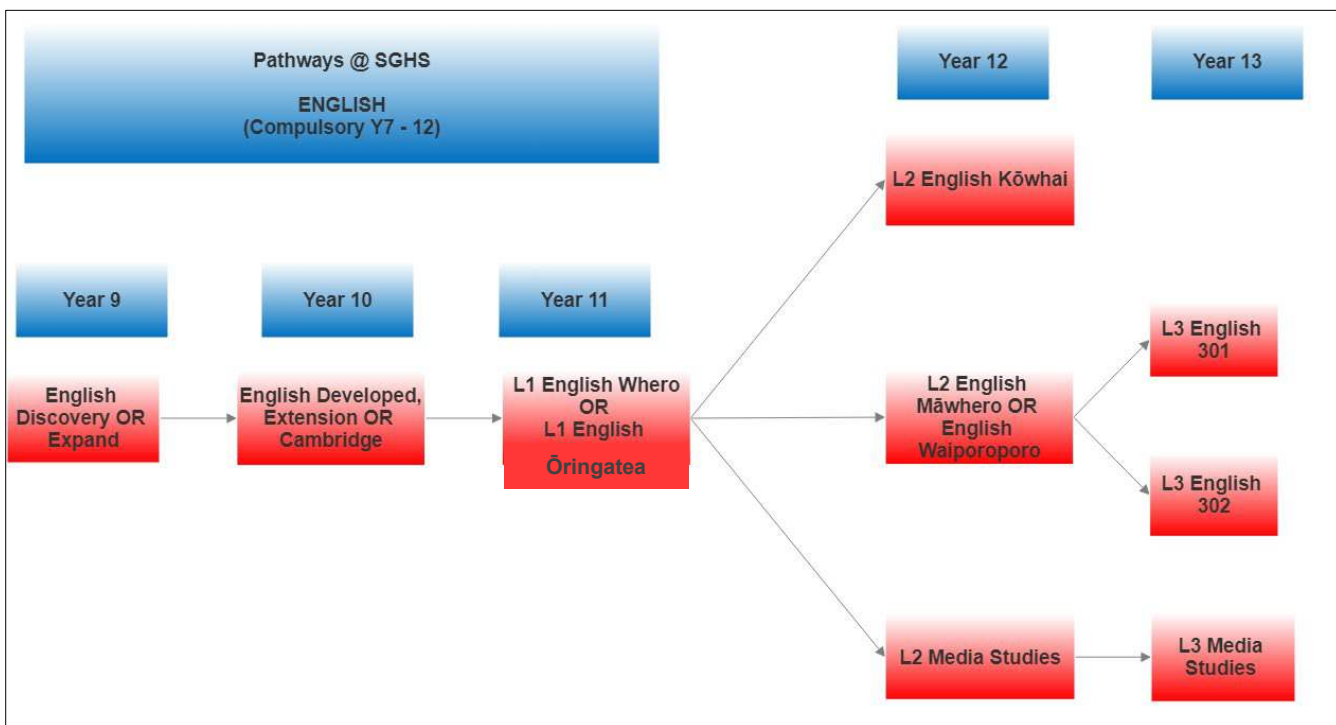 Pathways @ SGHS
ENGLISH
(Compulsory Y7 - 12)
Year 12
Year 13
L2 English Kōwhai
Year 9
Year 10
Year 11
L3 English
301
English
Discovery OR
Expand
English Developed,
Extension OR
Cambridge
L1 English Whero
OR
L1 English
Ōringatea
L2 English
Māwhero OR
English
Waiporoporo
L3 English
302
L2 Media Studies
L3 Media
Studies